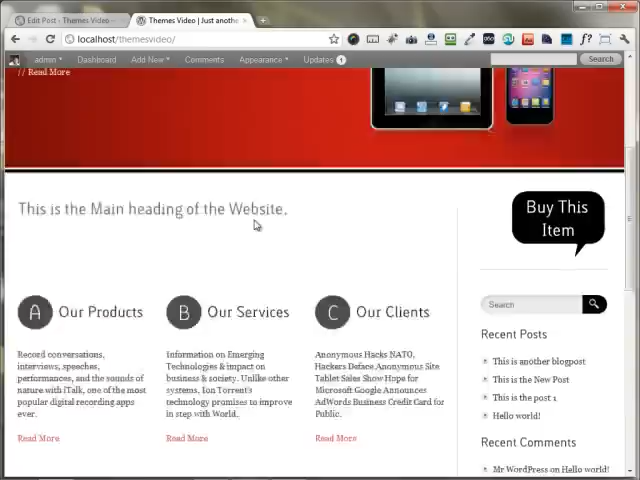 Edit Post ‹ Themes Video —
Themes Video | Just anothe
localhost/themesvideo/
admin
Dashboard
Add New
Comments
Appearance
Updates 1
Search
// Read More
This is the Main heading of the Website.
Buy This
Item
A Our Products
B Our Services
C Our Clients
Record conversations,
interviews, speeches,
performances, and the sounds of
nature with iTalk, one of the most
popular digital recording apps
ever.
Read More
Information on Emerging
Technologies & impact on
business & society. Unlike other
systems, Ion Torrent's
technology promises to improve
in step with World.
Read More
Anonymous Hacks NATO,
Hackers Deface Anonymous Site
Tablet Sales Show Hope for
Microsoft Google Announces
AdWords Business Credit Card for
Public.
Read More
Search
Recent Posts
This is another blogpost
This is the New Post
This is the post 1
Hello world!
Recent Comments
Mr WordPress on Hello world!